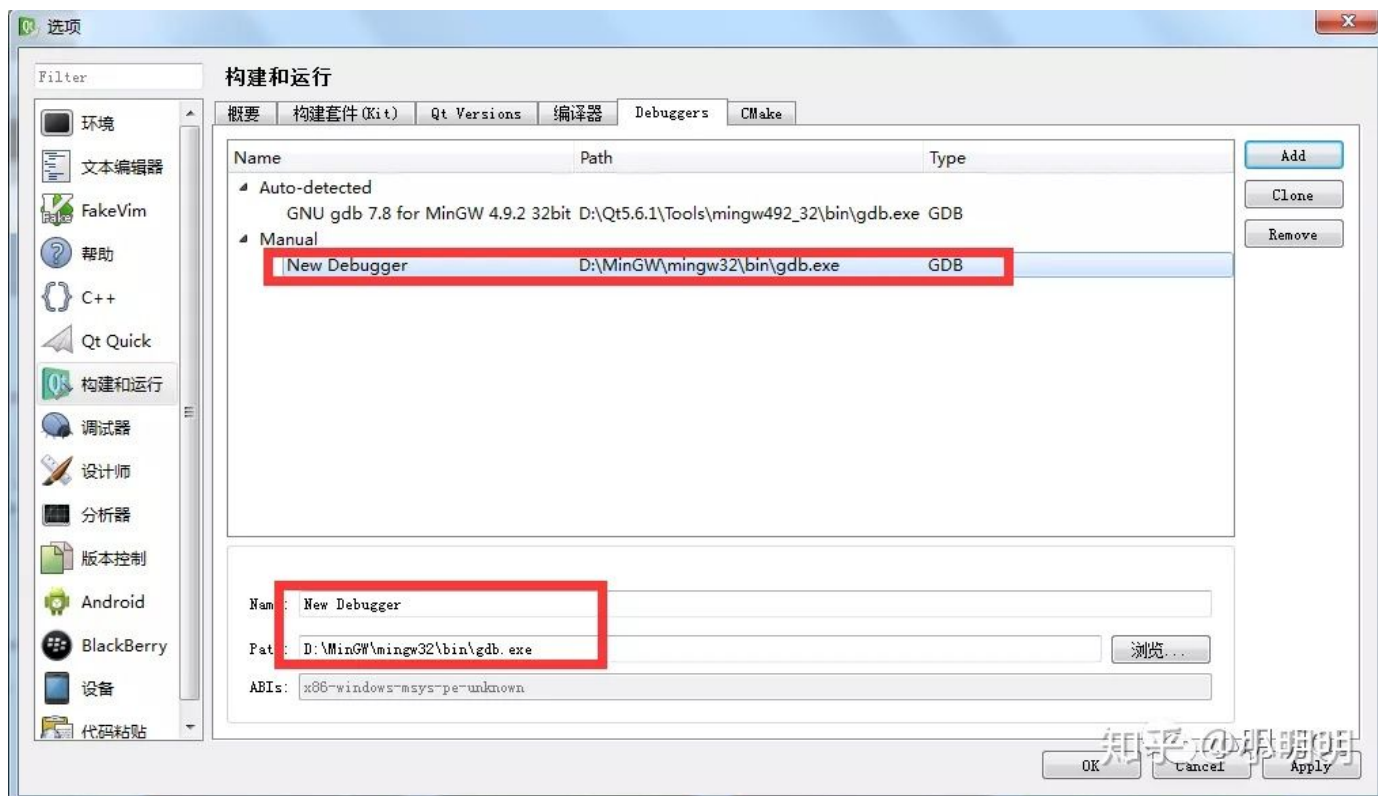 选项
Filter
构建和运行
概要 构建套件(Kit) Qt Versions 编译器 Debuggers CMake
环境
文本编辑器
FakeVim
帮助
C++
Qt Quick
构建和运行
调试器
设计师
分析器
版本控制
Android
BlackBerry
设备
代码粘贴
Name Path Type
Auto-detected
GNU gdb 7.8 for MinGW 4.9.2 32bit D:\Qt5.6.1\Tools\mingw492_32\bin\gdb.exe GDB
Manual
New Debugger D:\MinGW\mingw32\bin\gdb.exe GDB
Add
Clone
Remove
Nam : New Debugger
Pat : D:\MinGW\mingw32\bin\gdb.exe 浏览...
ABIs: x86-windows-msys-pe-unknown
OK Cancel Apply
知乎